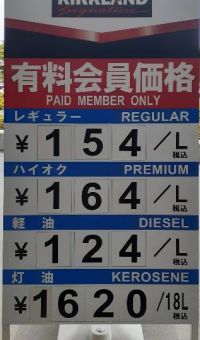 KIRKLAND
Signature
有料会員価格
PAID MEMBER ONLY
レギュラー REGULAR
¥154/L 税込
ハイオク PREMIUM
¥164/L 税込
軽油 DIESEL
¥124/L 税込
灯油 KEROSENE
¥1620/18L 税込